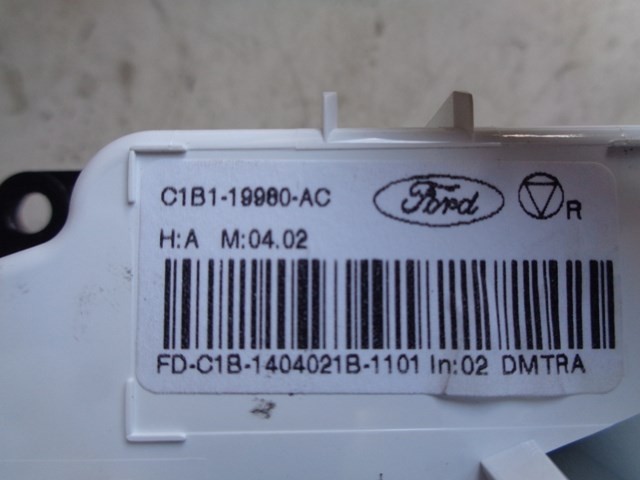 C1B1-19980-AC
Ford
R
H:A M:04.02
FD-C1B-1404021B-1101 In:02 DMTRA